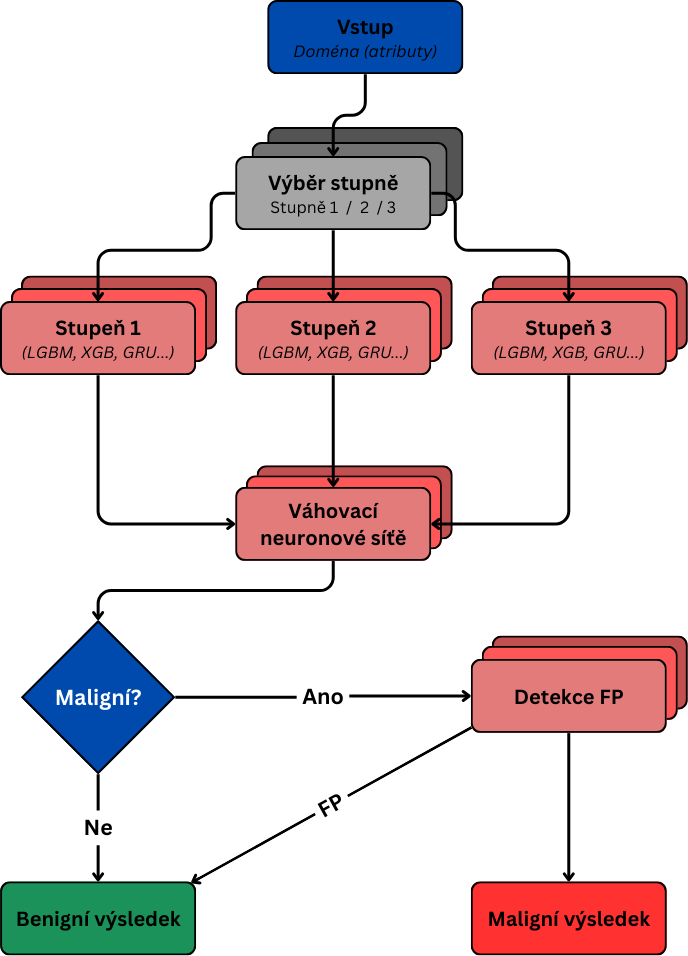 Vstup
Doména (atributy)
Výběr stupně
Stupně 1 / 2 / 3
Stupeň 1
(LGBM, XGB, GRU...)
Stupeň 2
(LGBM, XGB, GRU...)
Stupeň 3
(LGBM, XGB, GRU...)
Váhovací
neuronové síťě
Maligní?
Ano
Detekce FP
FP
Ne
Benigní výsledek
Maligní výsledek